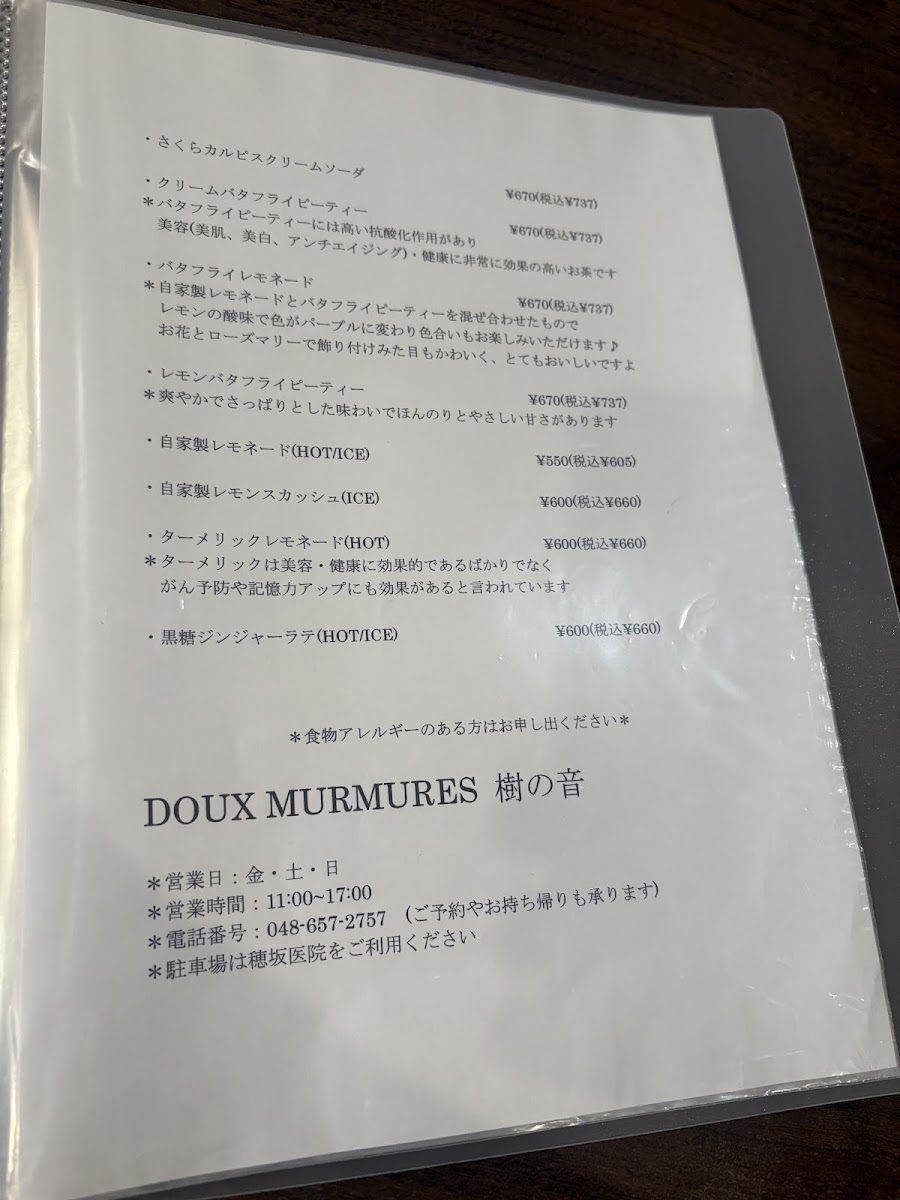 ・さくらカルピスクリームソーダ ¥670(税込¥737)
・クリームバタフライピーティー ¥670(税込¥737)
＊バタフライピーティーには高い抗酸化作用があり
美容(美肌、美白、アンチエイジング)・健康に非常に効果の高いお茶です
・バタフライレモネード ¥670(税込¥737)
＊自家製レモネードとバタフライピーティーを混ぜ合わせたもので
レモンの酸味で色がパープルに変わり色合いもお楽しみいただけます♪
お花とローズマリーで飾り付けみた目もかわいく、とてもおいしいですよ
・レモンバタフライピーティー ¥670(税込¥737)
＊爽やかでさっぱりとした味わいでほんのりとやさしい甘さがあります
・自家製レモネード(HOT/ICE) ¥550(税込¥605)
・自家製レモンスカッシュ(ICE) ¥600(税込¥660)
・ターメリックレモネード(HOT) ¥600(税込¥660)
＊ターメリックは美容・健康に効果的であるばかりでなく
がん予防や記憶力アップにも効果があると言われています
・黒糖ジンジャーラテ(HOT/ICE) ¥600(税込¥660)
＊食物アレルギーのある方はお申し出ください＊
DOUX MURMURES 樹の音
＊営業日：金・土・日
＊営業時間：11:00~17:00
＊電話番号：048-657-2757 (ご予約やお持ち帰りも承ります)
＊駐車場は穂坂医院をご利用ください